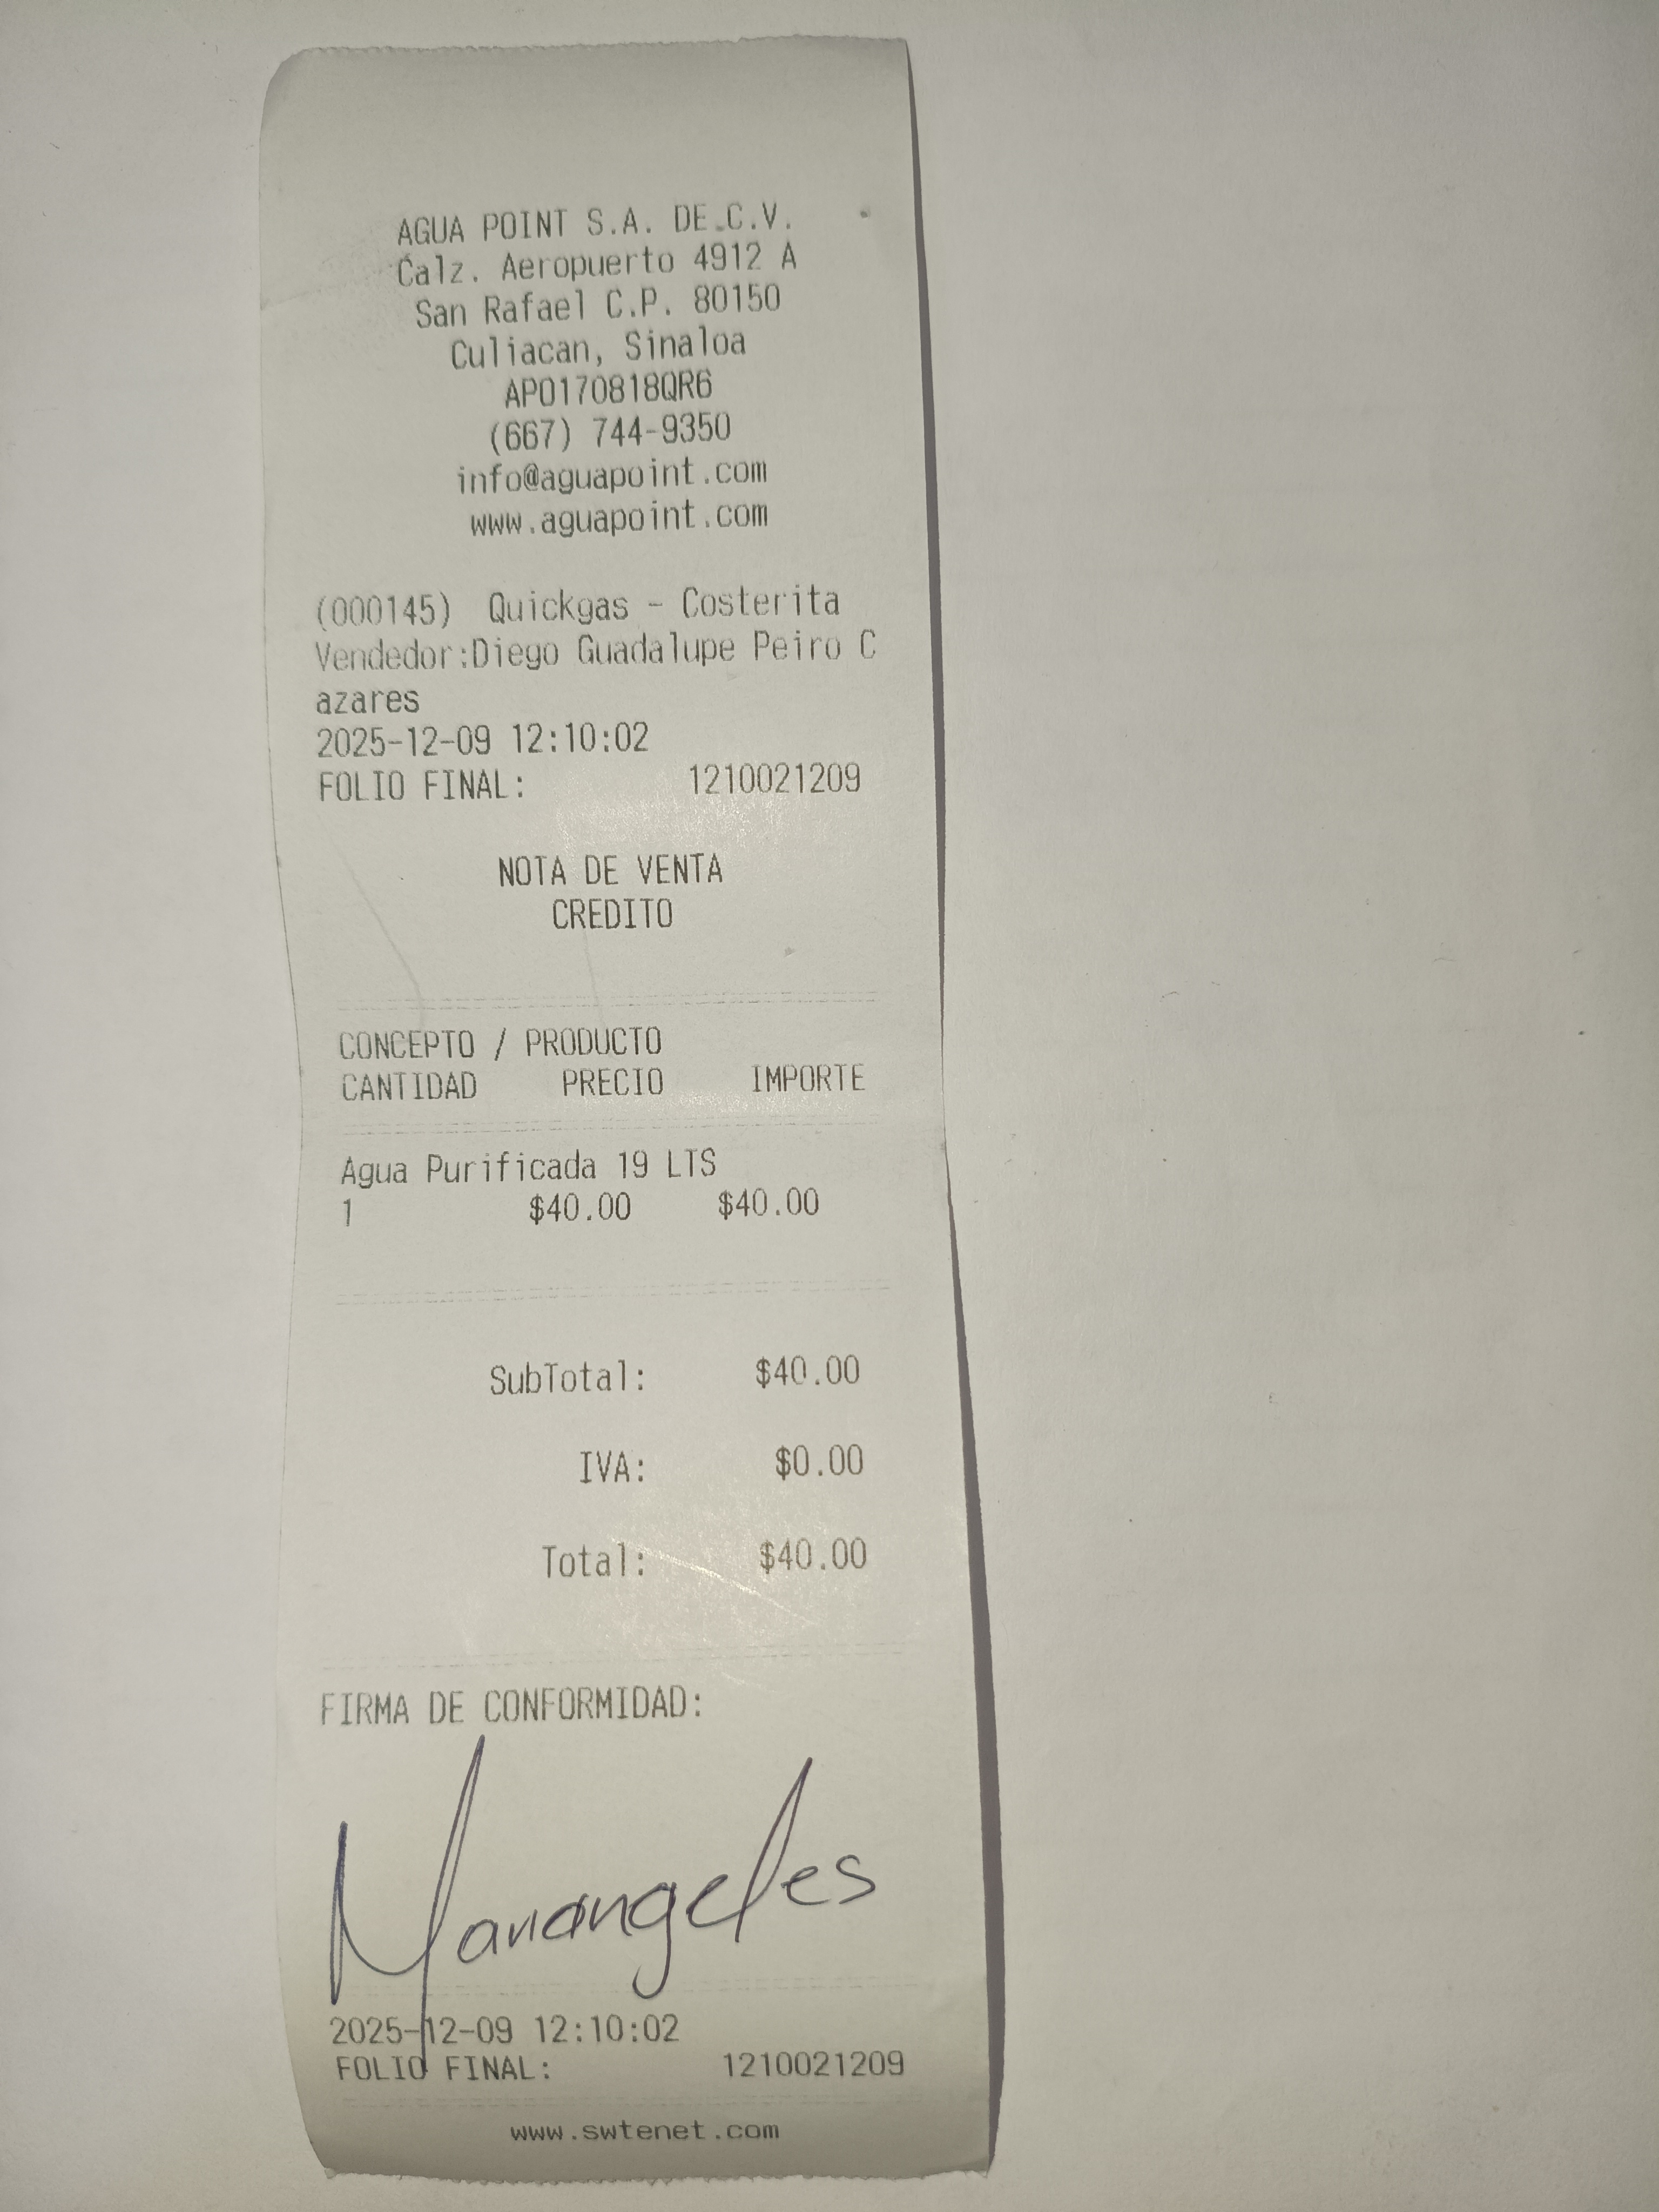 AGUA POINT S.A. DE C.V.
Calz. Aeropuerto 4912 A
San Rafael C.P. 80150
Culiacan, Sinaloa
APO170818QR6
(667) 744-9350
info@aguapoint.com
www.aguapoint.com
(000145) Quickgas - Costerita
Vendedor:Diego Guadalupe Peiro C
azares
2025-12-09 12:10:02
FOLIO FINAL: 1210021209
NOTA DE VENTA
CREDITO
CONCEPTO / PRODUCTO
CANTIDAD PRECIO IMPORTE
Agua Purificada 19 LTS
1 $40.00 $40.00
SubTotal: $40.00
IVA: $0.00
Total: $40.00
FIRMA DE CONFORMIDAD:
Mariangeles
2025-12-09 12:10:02
FOLIO FINAL: 1210021209
www.swtenet.com